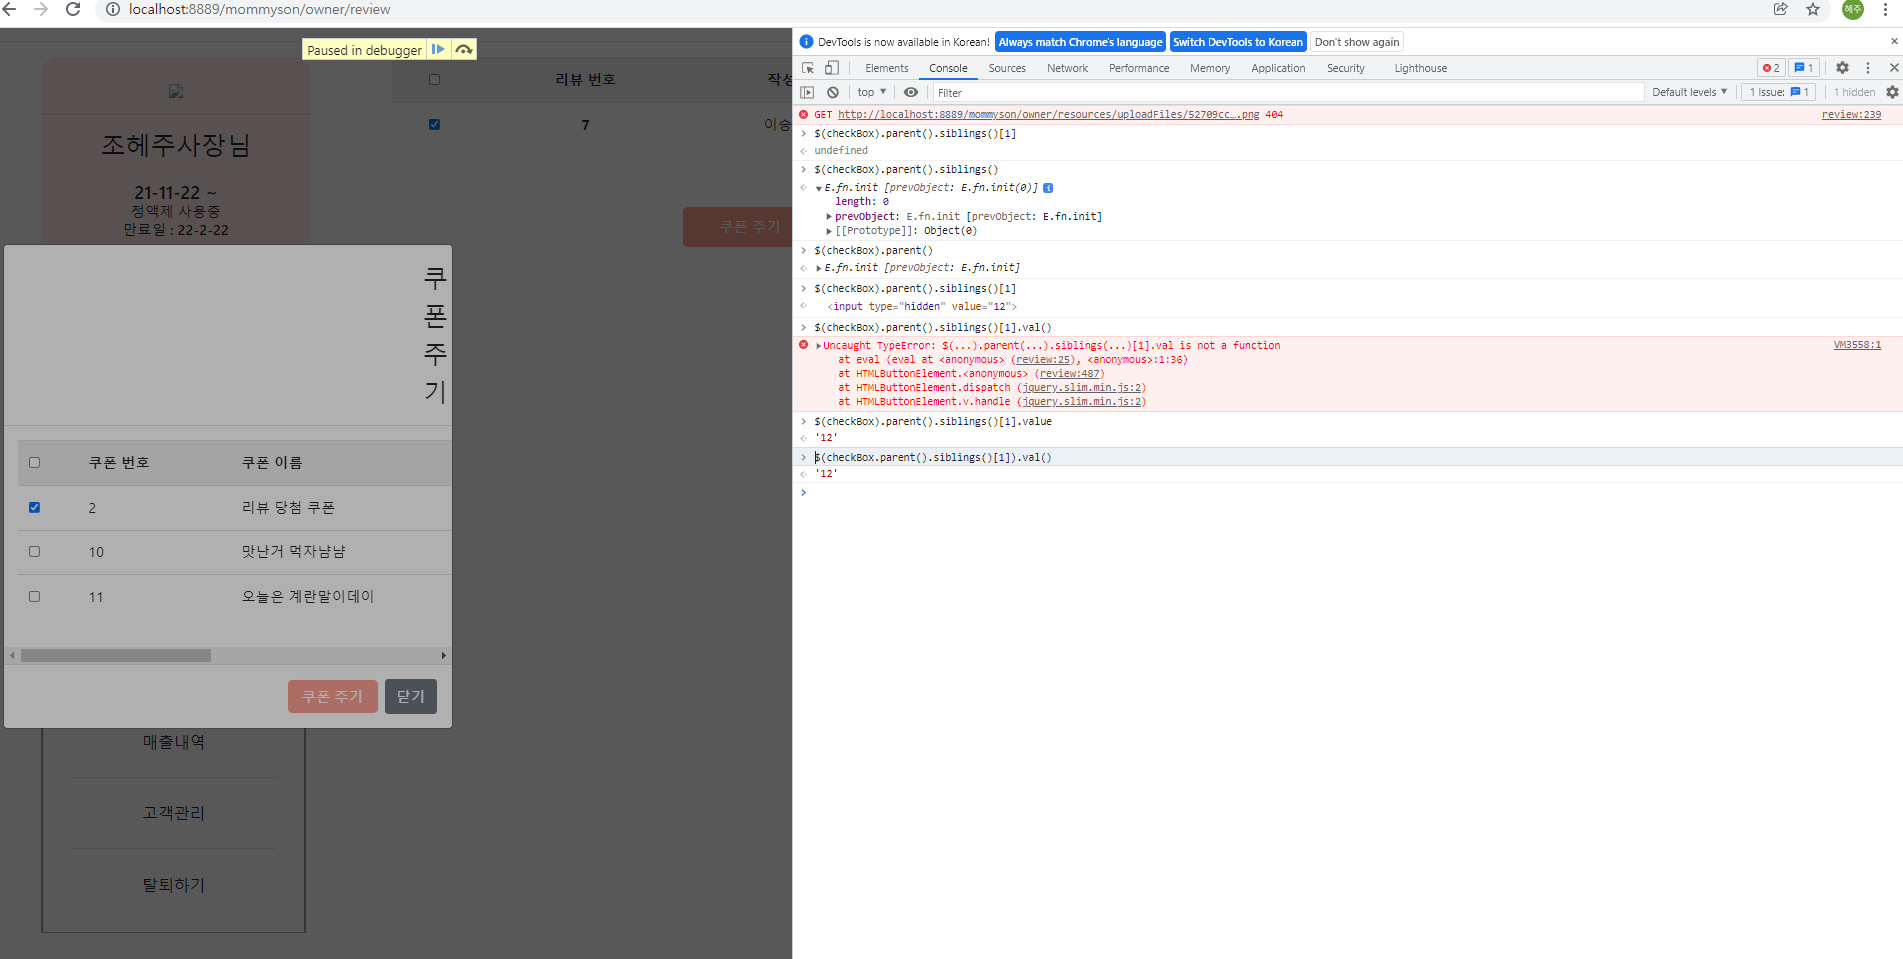 localhost:8889/mommyson/owner/review
혜주
Paused in debugger
리뷰 번호
작성
7
이승
조헤주사장님
21-11-22 ~
정액제 사용중
만료일 : 22-2-22
쿠폰 주기
쿠
폰
주
기
쿠폰 번호
쿠폰 이름
2
리뷰 당첨 쿠폰
10
맛난거 먹자냠냠
11
오늘은 계란말이데이
쿠폰 주기
닫기
매출내역
고객관리
탈퇴하기
DevTools is now available in Korean!
Always match Chrome's language
Switch DevTools to Korean
Don't show again
Elements
Console
Sources
Network
Performance
Memory
Application
Security
Lighthouse
2
1
top
Filter
Default levels
1 Issue:
1
1 hidden
GET http://localhost:8889/mommyson/owner/resources/uploadFiles/52709cc….png 404
review:239
$(checkBox).parent().siblings()[1]
undefined
$(checkBox).parent().siblings()
E.fn.init [prevObject: E.fn.init(0)]
length: 0
prevObject: E.fn.init [prevObject: E.fn.init]
[[Prototype]]: Object(0)
$(checkBox).parent()
E.fn.init [prevObject: E.fn.init]
$(checkBox).parent().siblings()[1]
<input type="hidden" value="12">
$(checkBox).parent().siblings()[1].val()
Uncaught TypeError: $(...).parent(...).siblings(...)[1].val is not a function
VM3558:1
at eval (eval at <anonymous> (review:25), <anonymous>:1:36)
at HTMLButtonElement.<anonymous> (review:487)
at HTMLButtonElement.dispatch (jquery.slim.min.js:2)
at HTMLButtonElement.v.handle (jquery.slim.min.js:2)
$(checkBox).parent().siblings()[1].value
'12'
$(checkBox.parent().siblings()[1]).val()
'12'